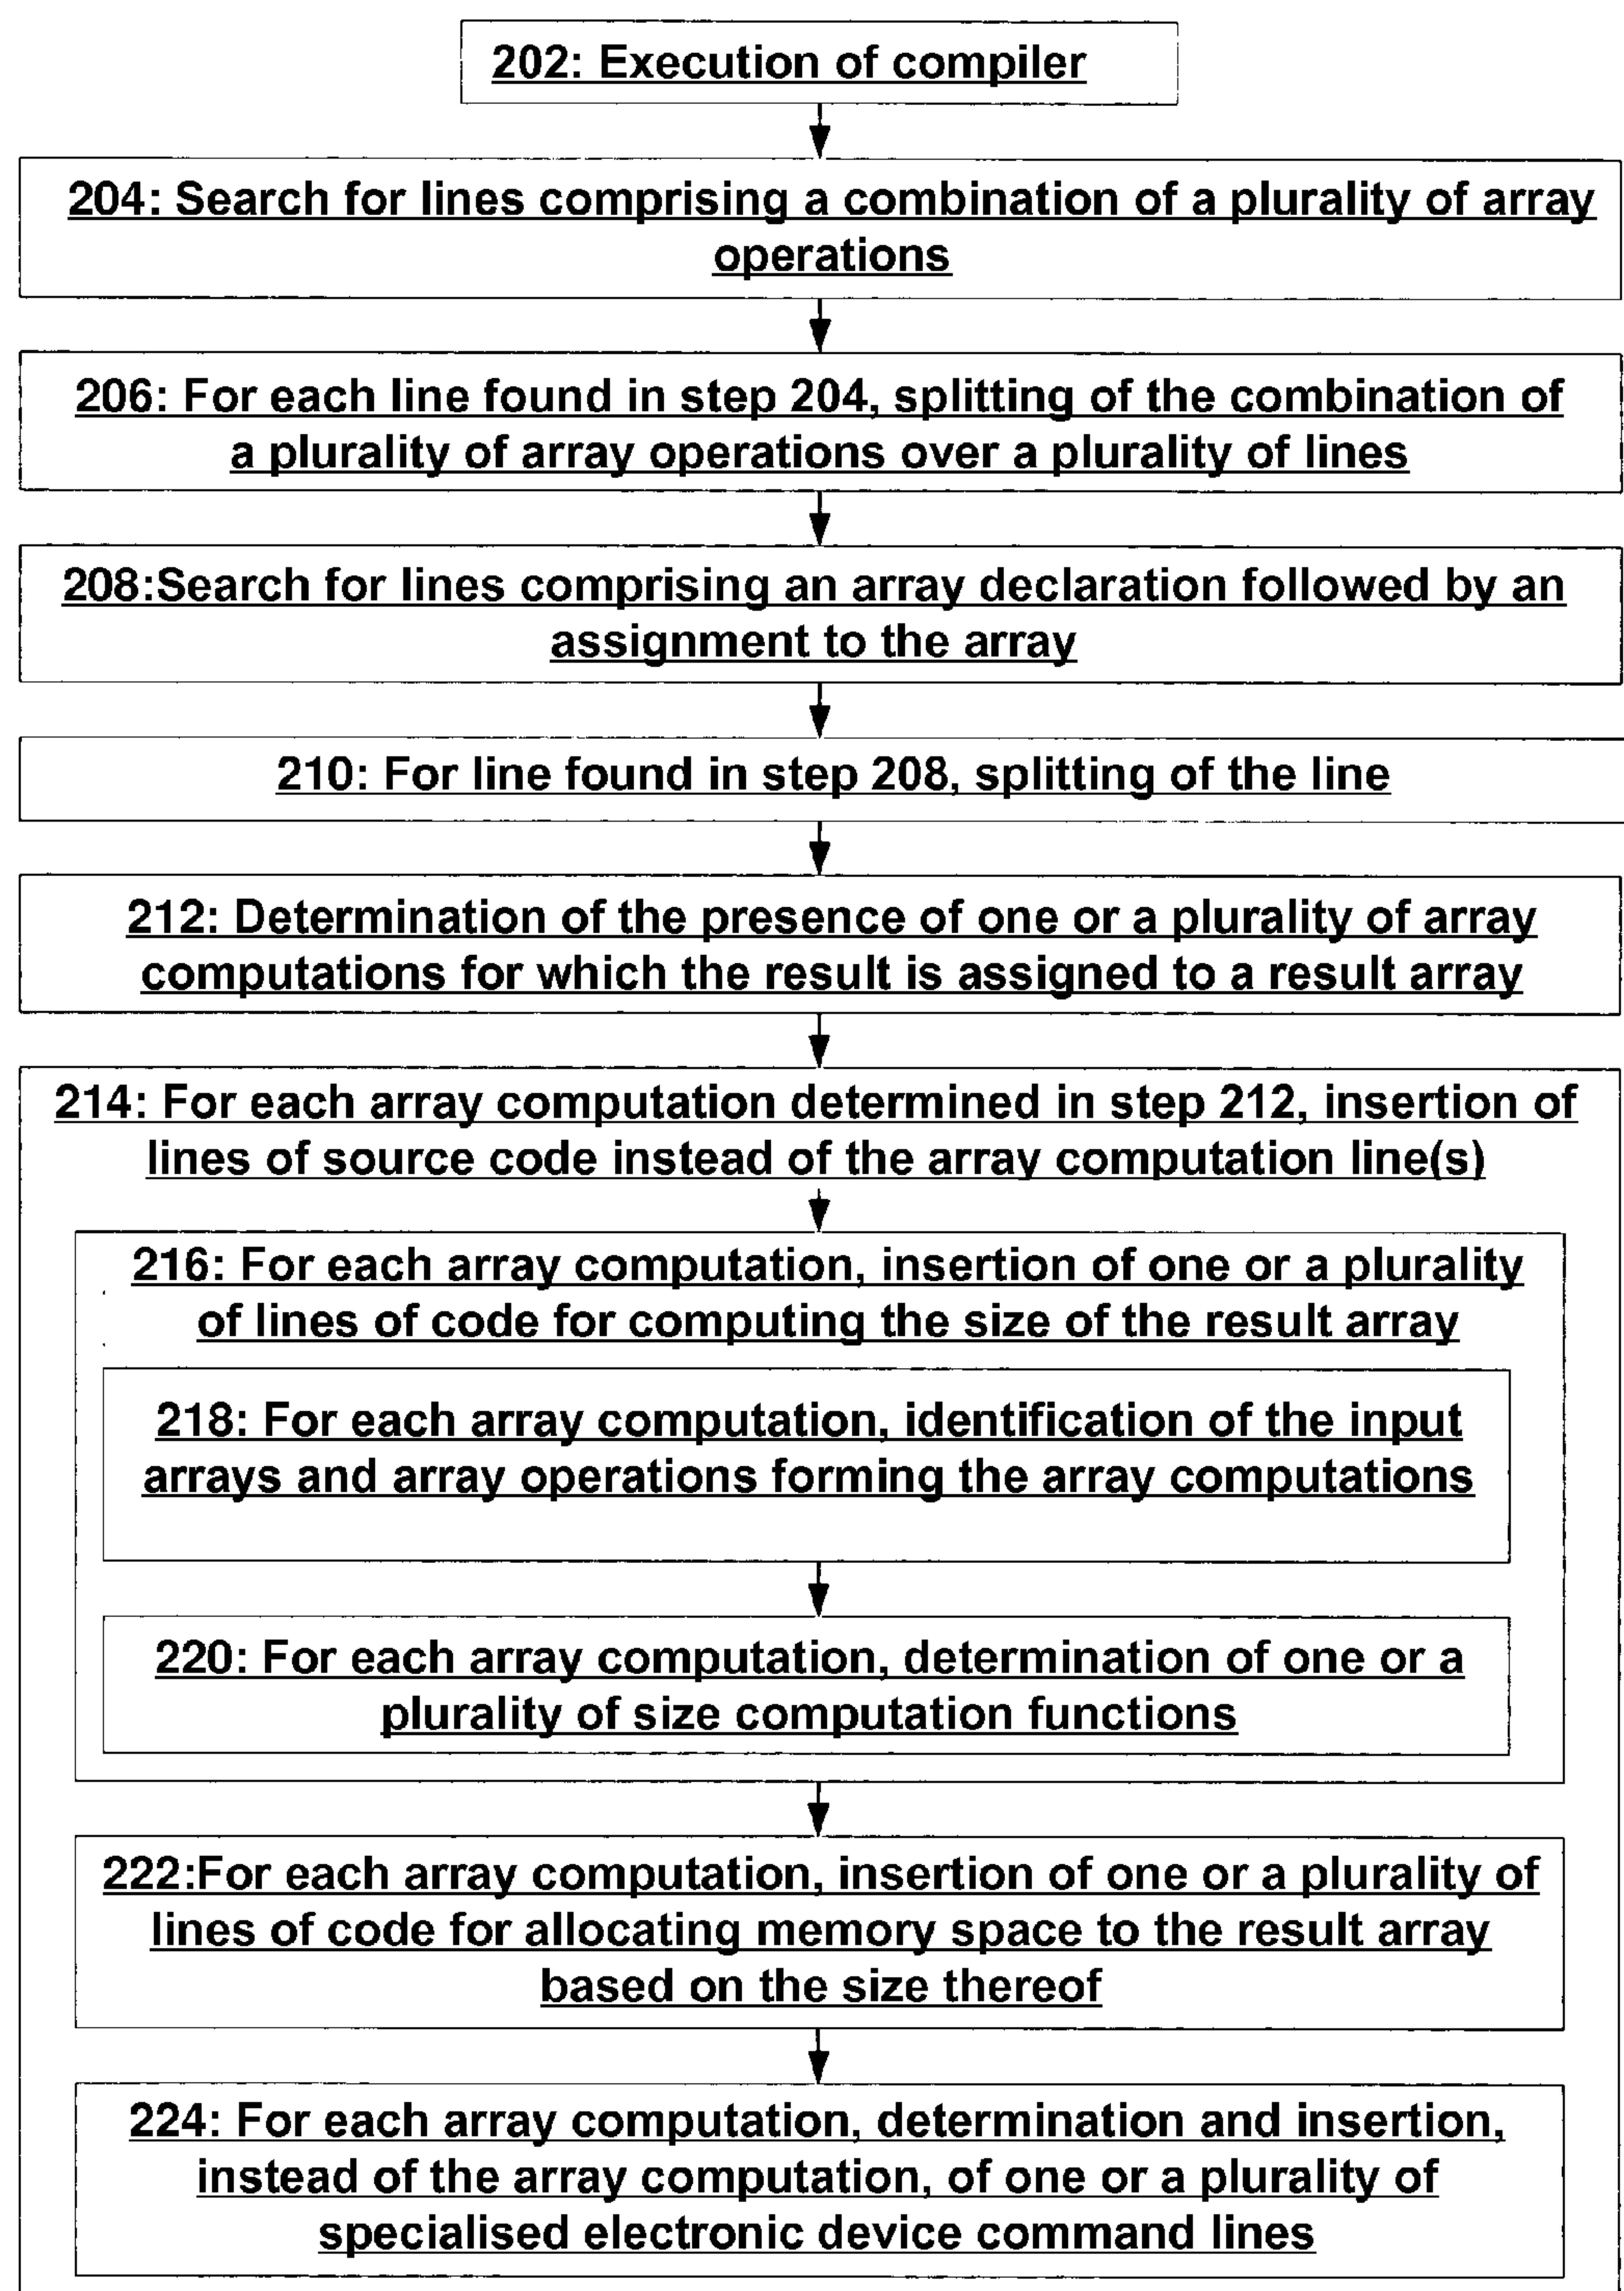 202: Execution of compiler
204: Search for lines comprising a combination of a plurality of array
operations
206: For each line found in step 204, splitting of the combination of
a plurality of array operations over a plurality of lines
208:Search for lines comprising an array declaration followed by an
assignment to the array
210: For line found in step 208, splitting of the line
212: Determination of the presence of one or a plurality of array
computations for which the result is assigned to a result array
214: For each array computation determined in step 212, insertion of
lines of source code instead of the array computation line(s)
216: For each array computation, insertion of one or a plurality
of lines of code for computing the size of the result array
218: For each array computation, identification of the input
arrays and array operations forming the array computations
220: For each array computation, determination of one or a
plurality of size computation functions
222:For each array computation, insertion of one or a plurality of
lines of code for allocating memory space to the result array
based on the size thereof
224: For each array computation, determination and insertion,
instead of the array computation, of one or a plurality of
specialised electronic device command lines